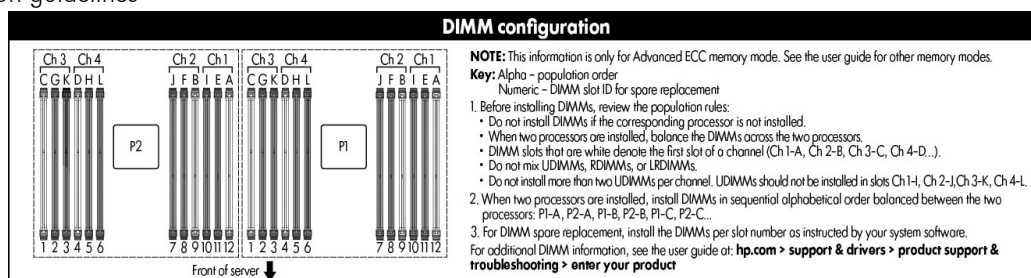 on guidelines
DIMM configuration
Ch 3 Ch 4 Ch 2 Ch 1 Ch 3 Ch 4 Ch 2 Ch 1
C G K D H L J F B I E A C G K D H L J F B I E A
P2 P1
1 2 3 4 5 6 7 8 9 10 11 12 1 2 3 4 5 6 7 8 9 10 11 12
Front of server
NOTE: This information is only for Advanced ECC memory mode. See the user guide for other memory modes.
Key: Alpha – population order
Numeric – DIMM slot ID for spare replacement
1. Before installing DIMMs, review the population rules:
• Do not install DIMMs if the corresponding processor is not installed.
• When two processors are installed, balance the DIMMs across the two processors.
• DIMM slots that are white denote the first slot of a channel (Ch 1-A, Ch 2-B, Ch 3-C, Ch 4-D...).
• Do not mix UDIMMs, RDIMMs, or LRDIMMs.
• Do not install more than two UDIMMs per channel. UDIMMs should not be installed in slots Ch 1-I, Ch 2-J,Ch 3-K, Ch 4-L.
2. When two processors are installed, install DIMMs in sequential alphabetical order balanced between the two
processors: P1-A, P2-A, P1-B, P2-B, P1-C, P2-C...
3. For DIMM spare replacement, install the DIMMs per slot number as instructed by your system software.
For additional DIMM information, see the user guide at: hp.com > support & drivers > product support &
troubleshooting > enter your product